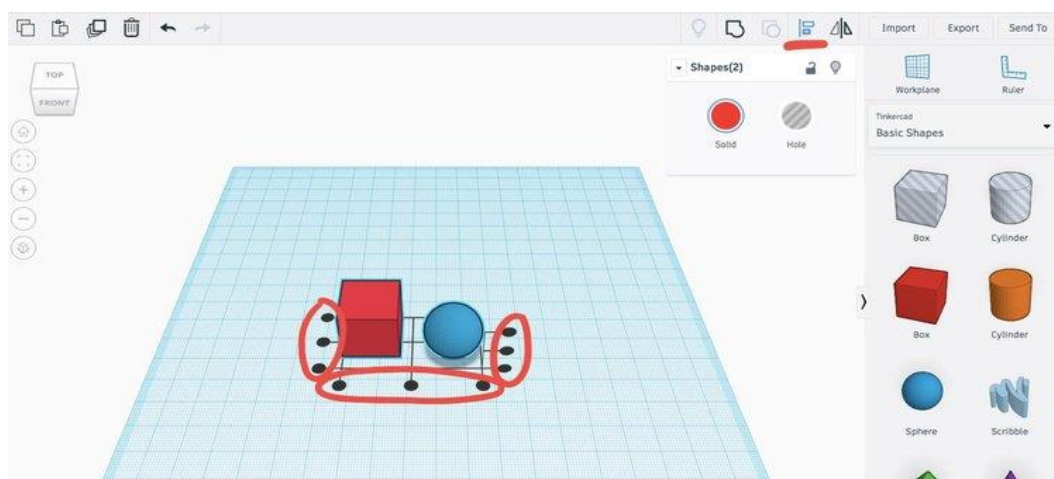 Import Export Send To
TOP
FRONT
Shapes(2)
Solid Hole
Workplane Ruler
Tinkercad
Basic Shapes
Box Cylinder
Box Cylinder
Sphere Scribble